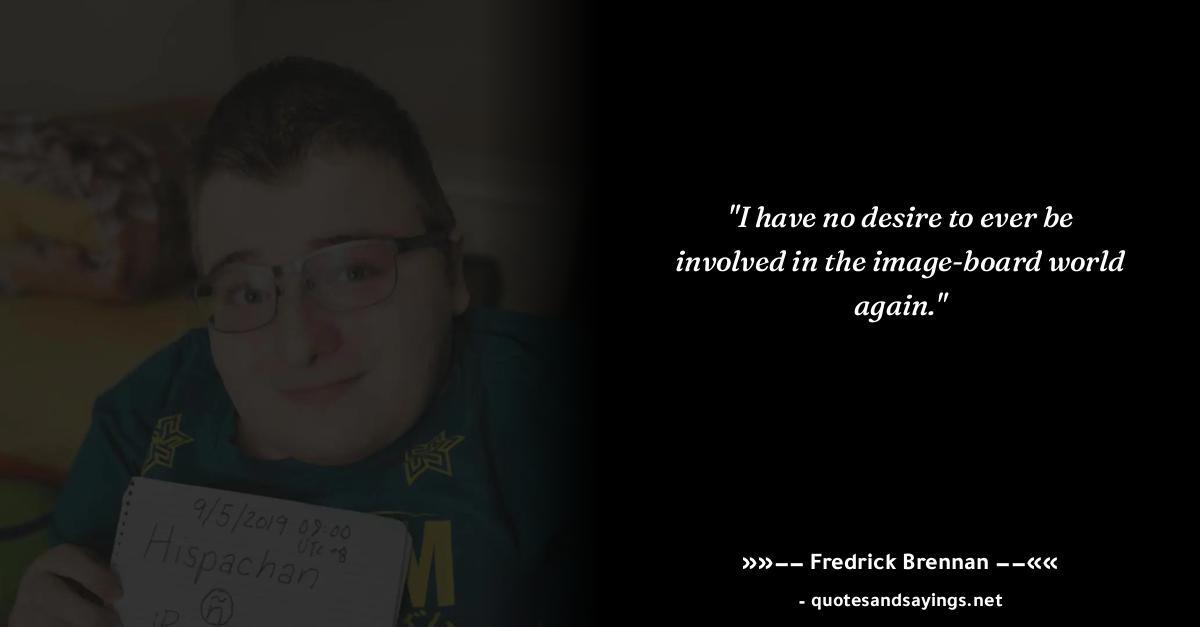 "I have no desire to ever be
involved in the image-board world
again."
»»–– Fredrick Brennan ––««
- quotesandsayings.net
9/5/2019 09:00
UTC +8
Hispachan
ñ
M